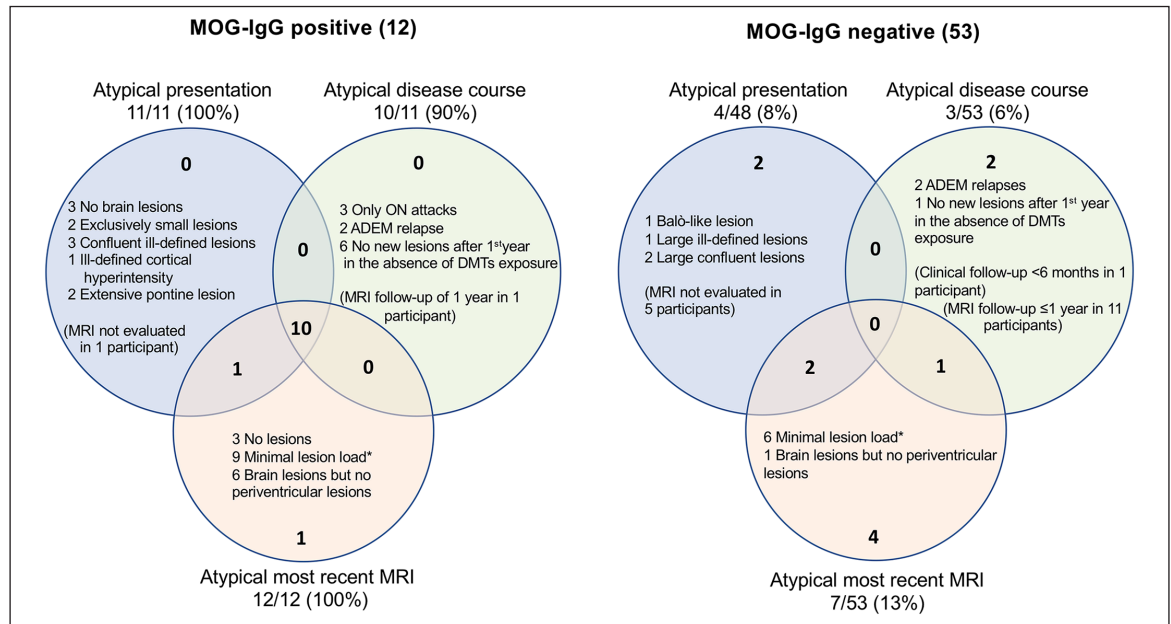 MOG-IgG positive (12)
Atypical presentation
11/11 (100%)
Atypical disease course
10/11 (90%)
0
0
3 No brain lesions
2 Exclusively small lesions
3 Confluent ill-defined lesions
1 Ill-defined cortical
hyperintensity
2 Extensive pontine lesion
(MRI not evaluated
in 1 participant)
3 Only ON attacks
2 ADEM relapse
6 No new lesions after 1styear
in the absence of DMTs exposure
(MRI follow-up of 1 year in 1
participant)
0
10
1
0
3 No lesions
9 Minimal lesion load*
6 Brain lesions but no
periventricular lesions
1
Atypical most recent MRI
12/12 (100%)
MOG-IgG negative (53)
Atypical presentation
4/48 (8%)
Atypical disease course
3/53 (6%)
2
2
1 Balò-like lesion
1 Large ill-defined lesions
2 Large confluent lesions
(MRI not evaluated in
5 participants)
2 ADEM relapses
1 No new lesions after 1st year
in the absence of DMTs
exposure
(Clinical follow-up <6 months in 1
participant)
(MRI follow-up ≤1 year in 11
participants)
0
0
2
1
6 Minimal lesion load*
1 Brain lesions but no periventricular
lesions
4
Atypical most recent MRI
7/53 (13%)